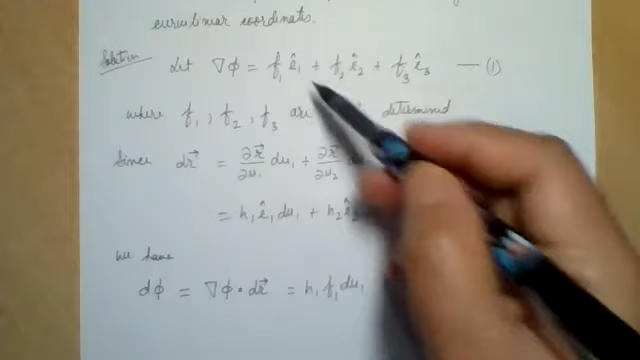 curvilinear coordinates.
Solution Let ∇φ = f₁ ê₁ + f₂ ê₂ + f₃ ê₃ — (1)
where f₁, f₂, f₃ are determined
Since dr⃗ = ∂r⃗/∂u₁ du₁ + ∂r⃗/∂u₂
= h₁ ê₁ du₁ + h₂ ê₂
we have
dφ = ∇φ • dr⃗ = h₁ f₁ du₁